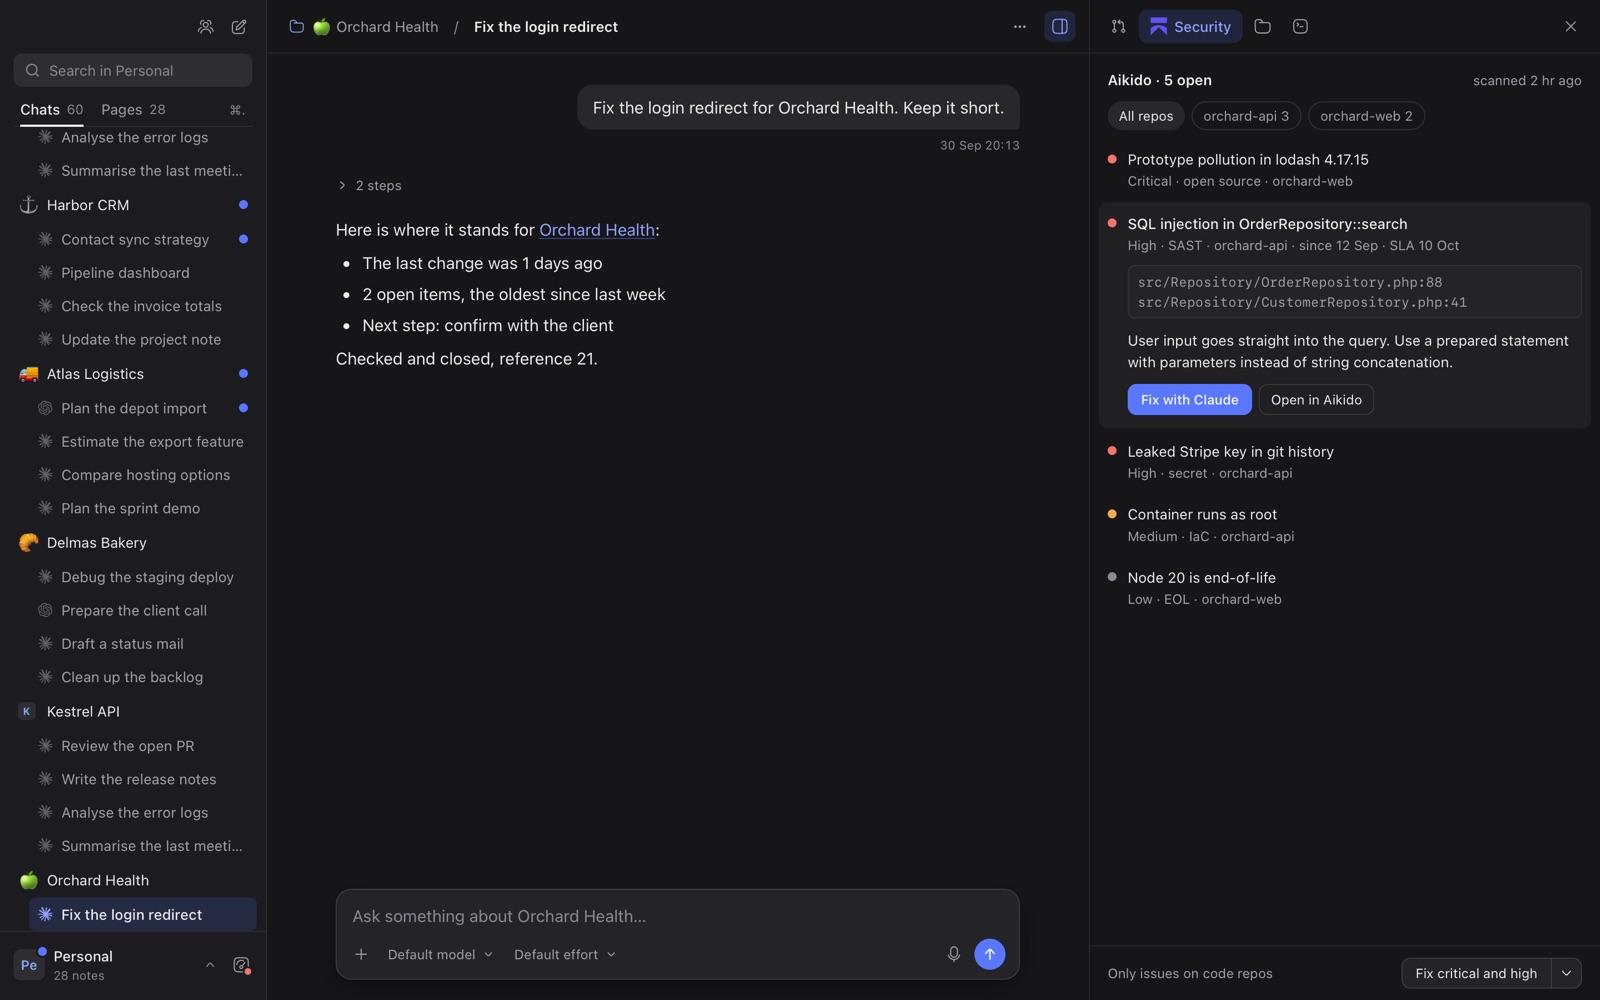 Search in Personal
Chats 60 Pages 28 ⌘.
Analyse the error logs
Summarise the last meeti...
Harbor CRM
Contact sync strategy
Pipeline dashboard
Check the invoice totals
Update the project note
Atlas Logistics
Plan the depot import
Estimate the export feature
Compare hosting options
Plan the sprint demo
Delmas Bakery
Debug the staging deploy
Prepare the client call
Draft a status mail
Clean up the backlog
K Kestrel API
Review the open PR
Write the release notes
Analyse the error logs
Summarise the last meeti...
Orchard Health
Fix the login redirect
Pe Personal
28 notes
Orchard Health / Fix the login redirect
Fix the login redirect for Orchard Health. Keep it short.
30 Sep 20:13
2 steps
Here is where it stands for Orchard Health:
• The last change was 1 days ago
• 2 open items, the oldest since last week
• Next step: confirm with the client
Checked and closed, reference 21.
Ask something about Orchard Health...
Default model Default effort
Security
Aikido · 5 open scanned 2 hr ago
All repos orchard-api 3 orchard-web 2
Prototype pollution in lodash 4.17.15
Critical · open source · orchard-web
SQL injection in OrderRepository::search
High · SAST · orchard-api · since 12 Sep · SLA 10 Oct
src/Repository/OrderRepository.php:88
src/Repository/CustomerRepository.php:41
User input goes straight into the query. Use a prepared statement
with parameters instead of string concatenation.
Fix with Claude Open in Aikido
Leaked Stripe key in git history
High · secret · orchard-api
Container runs as root
Medium · IaC · orchard-api
Node 20 is end-of-life
Low · EOL · orchard-web
Only issues on code repos Fix critical and high